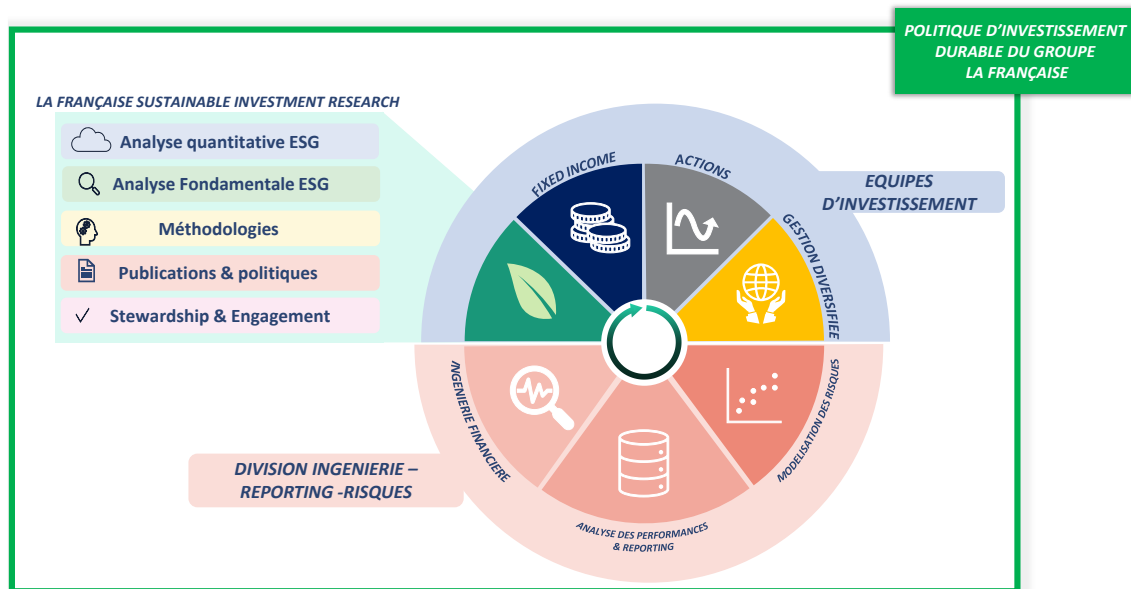 POLITIQUE D'INVESTISSEMENT
DURABLE DU GROUPE
LA FRANÇAISE
LA FRANÇAISE SUSTAINABLE INVESTMENT RESEARCH
Analyse quantitative ESG
Analyse Fondamentale ESG
Méthodologies
Publications & politiques
Stewardship & Engagement
FIXED INCOME
ACTIONS
GESTION DIVERSIFIEE
EQUIPES
D'INVESTISSEMENT
INGENIERIE FINANCIERE
MODELISATION DES RISQUES
DIVISION INGENIERIE –
REPORTING -RISQUES
ANALYSE DES PERFORMANCES
& REPORTING